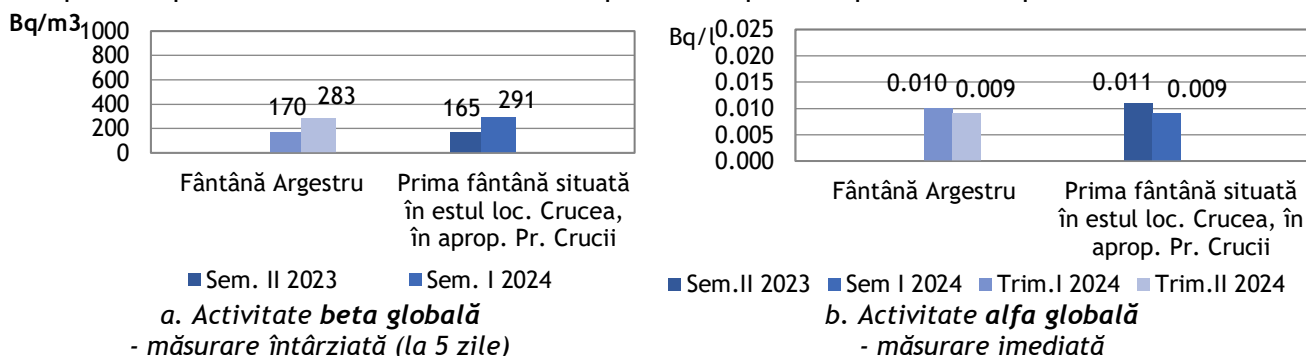 Bq/m3
1000
800
600
400
200
0
170
283
165
291
Fântână Argestru
Prima fântână situată
în estul loc. Crucea,
în aprop. Pr. Crucii
Sem. II 2023
Sem. I 2024
a. Activitate beta globală
- măsurare întârziată (la 5 zile)
Bq/l
0.025
0.020
0.015
0.010
0.005
0.000
0.010
0.009
0.011
0.009
Fântână Argestru
Prima fântână situată
în estul loc. Crucea, în
aprop. Pr. Crucii
Sem.II 2023
Sem I 2024
Trim.I 2024
Trim.II 2024
b. Activitate alfa globală
- măsurare imediată